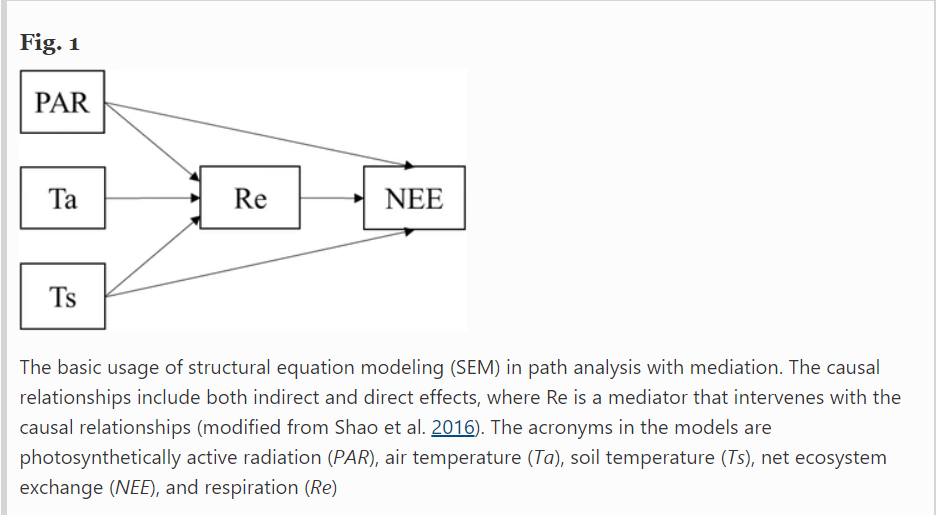 Fig. 1
PAR
Ta
Re
NEE
Ts
The basic usage of structural equation modeling (SEM) in path analysis with mediation. The causal
relationships include both indirect and direct effects, where Re is a mediator that intervenes with the
causal relationships (modified from Shao et al. 2016). The acronyms in the models are
photosynthetically active radiation (PAR), air temperature (Ta), soil temperature (Ts), net ecosystem
exchange (NEE), and respiration (Re)